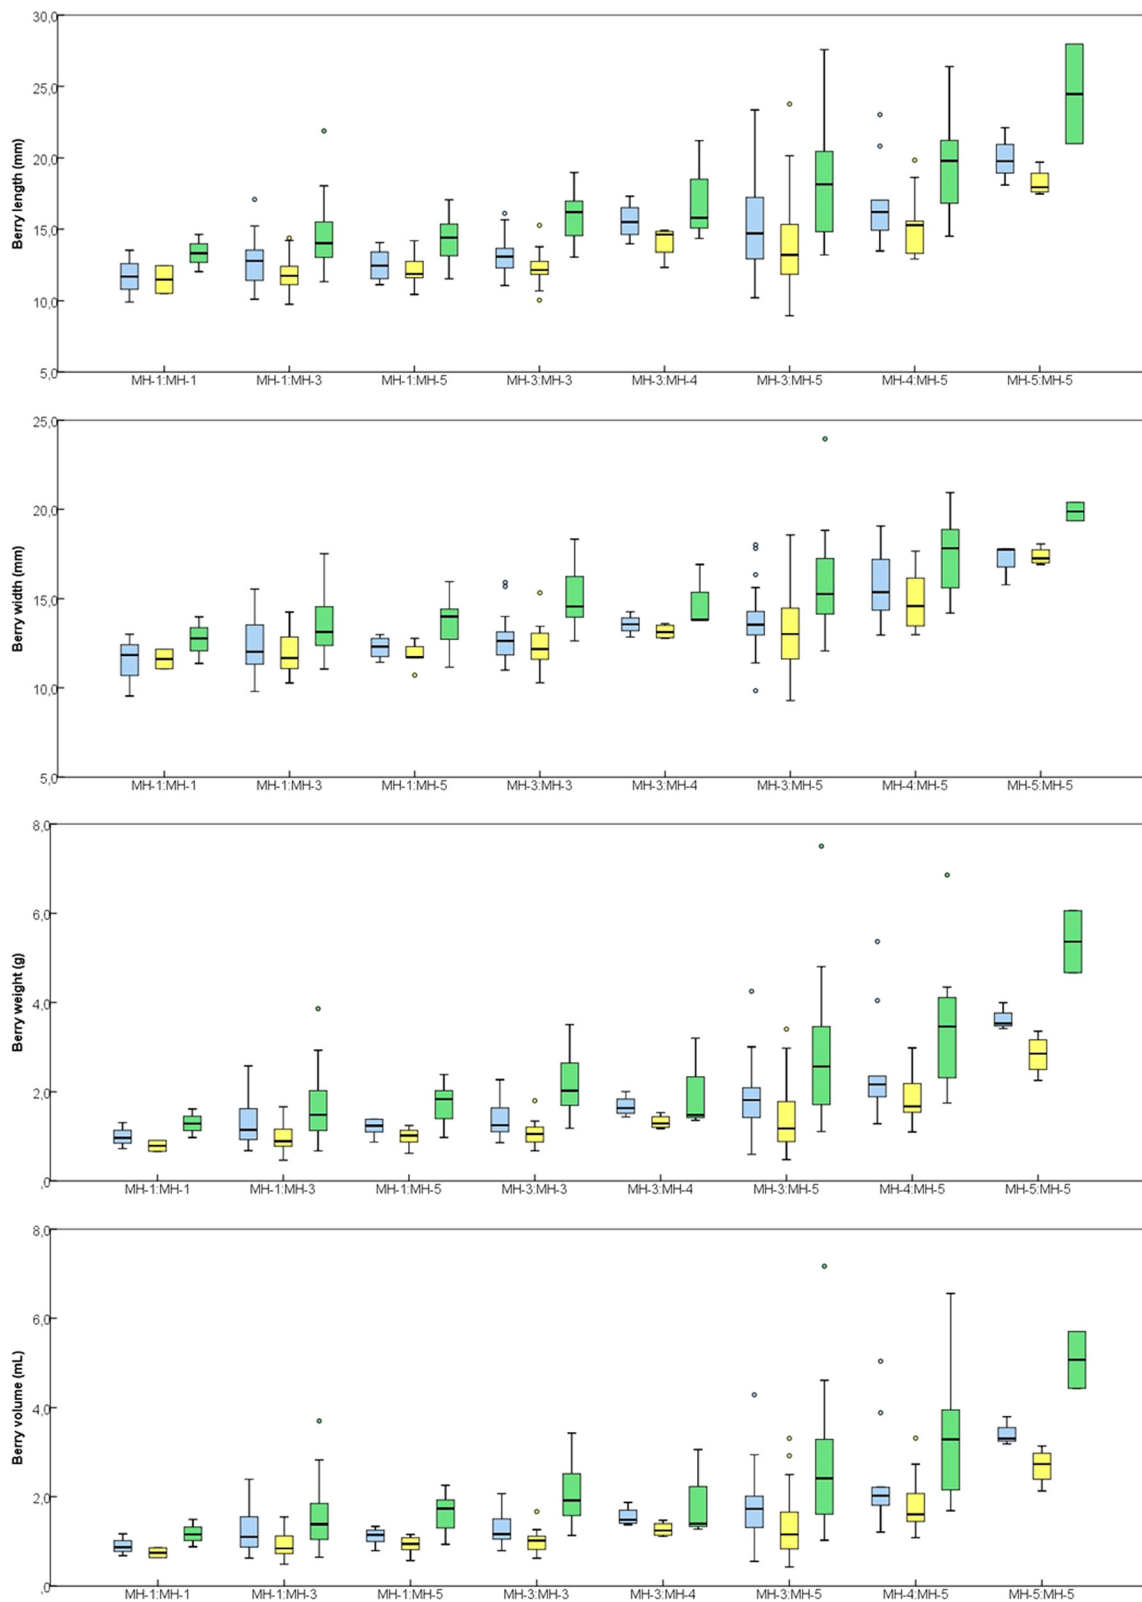 30,0
25,0
20,0
15,0
10,0
5,0
Berry length (mm)
MH-1:MH-1 MH-1:MH-3 MH-1:MH-5 MH-3:MH-3 MH-3:MH-4 MH-3:MH-5 MH-4:MH-5 MH-5:MH-5
25,0
20,0
15,0
10,0
5,0
Berry width (mm)
MH-1:MH-1 MH-1:MH-3 MH-1:MH-5 MH-3:MH-3 MH-3:MH-4 MH-3:MH-5 MH-4:MH-5 MH-5:MH-5
8,0
6,0
4,0
2,0
,0
Berry weight (g)
MH-1:MH-1 MH-1:MH-3 MH-1:MH-5 MH-3:MH-3 MH-3:MH-4 MH-3:MH-5 MH-4:MH-5 MH-5:MH-5
8,0
6,0
4,0
2,0
,0
Berry volume (mL)
MH-1:MH-1 MH-1:MH-3 MH-1:MH-5 MH-3:MH-3 MH-3:MH-4 MH-3:MH-5 MH-4:MH-5 MH-5:MH-5